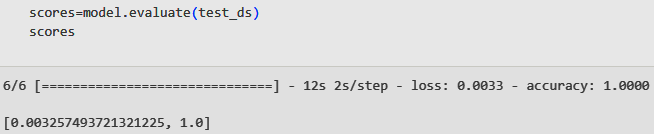 scores=model.evaluate(test_ds)
scores
6/6 [==============================] - 12s 2s/step - loss: 0.0033 - accuracy: 1.0000
[0.003257493721321225, 1.0]